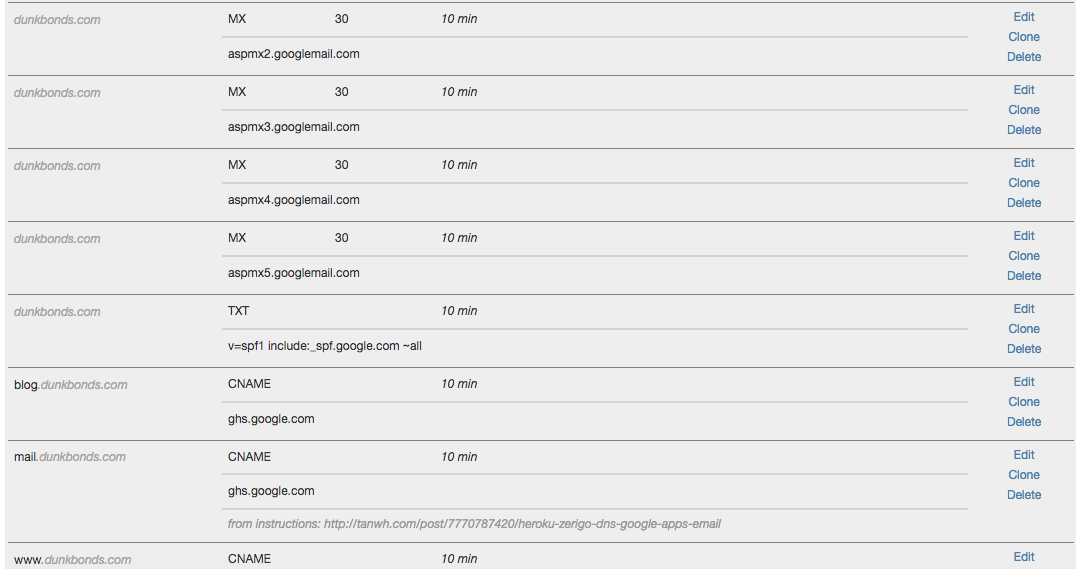 dunkbonds.com MX 30 10 min Edit
Clone
aspmx2.googlemail.com Delete
dunkbonds.com MX 30 10 min Edit
Clone
aspmx3.googlemail.com Delete
dunkbonds.com MX 30 10 min Edit
Clone
aspmx4.googlemail.com Delete
dunkbonds.com MX 30 10 min Edit
Clone
aspmx5.googlemail.com Delete
dunkbonds.com TXT 10 min Edit
Clone
v=spf1 include:_spf.google.com ~all Delete
blog.dunkbonds.com CNAME 10 min Edit
Clone
ghs.google.com Delete
mail.dunkbonds.com CNAME 10 min Edit
Clone
ghs.google.com Delete
from instructions: http://tanwh.com/post/7770787420/heroku-zerigo-dns-google-apps-email
www.dunkbonds.com CNAME 10 min Edit